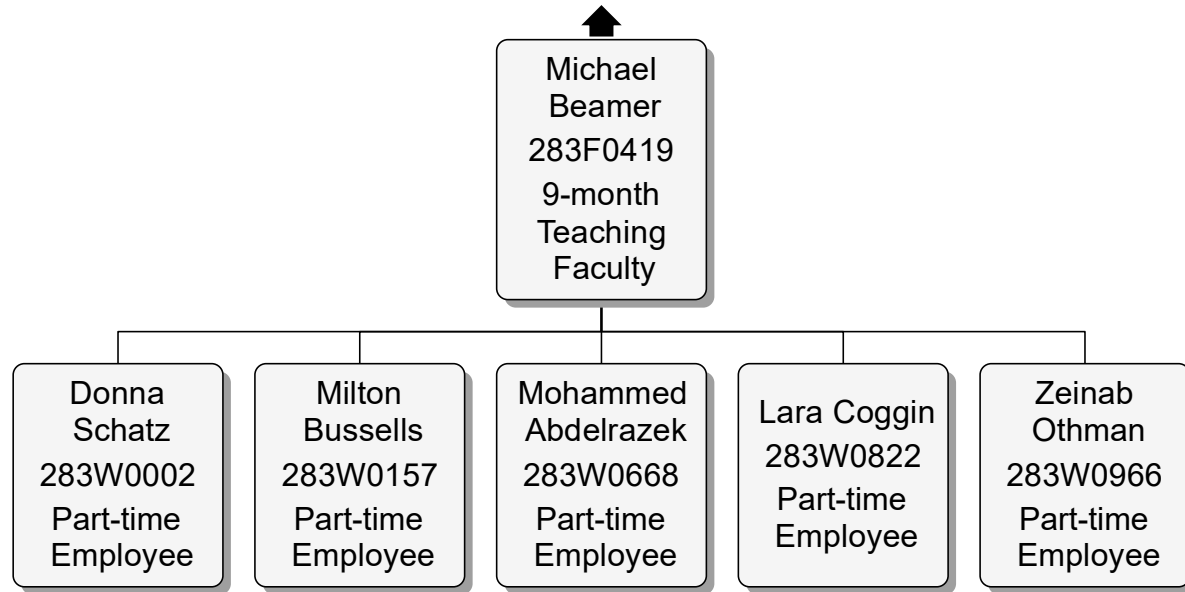 Michael
Beamer
283F0419
9-month
Teaching
Faculty
Donna
Schatz
283W0002
Part-time
Employee
Milton
Bussells
283W0157
Part-time
Employee
Mohammed
Abdelrazek
283W0668
Part-time
Employee
Lara Coggin
283W0822
Part-time
Employee
Zeinab
Othman
283W0966
Part-time
Employee